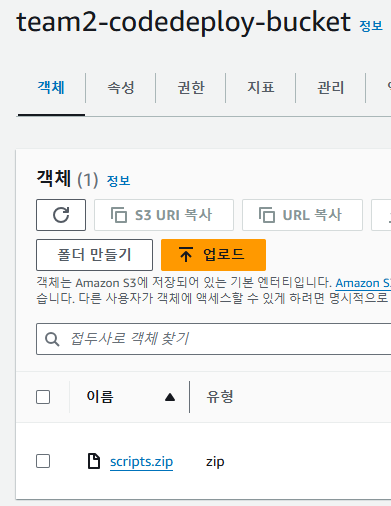 team2-codedeploy-bucket 정보
객체 속성 권한 지표 관리
객체 (1) 정보
S3 URI 복사 URL 복사
폴더 만들기 업로드
객체는 Amazon S3에 저장되어 있는 기본 엔터티입니다. Amazon S
습니다. 다른 사용자가 객체에 액세스할 수 있게 하려면 명시적으로
접두사로 객체 찾기
이름 유형
scripts.zip zip